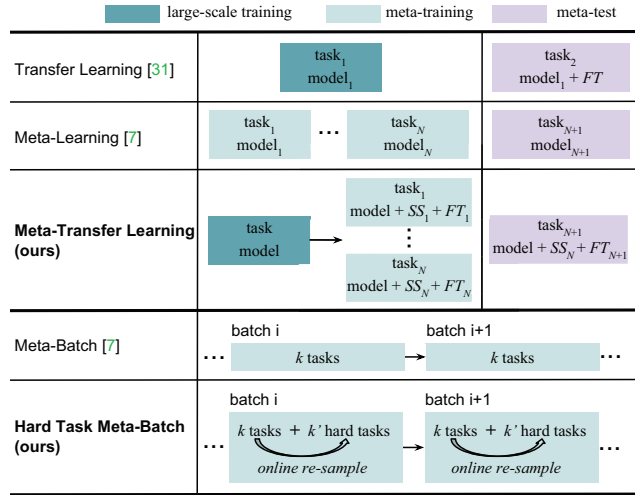 large-scale training meta-training meta-test
Transfer Learning [31]
task1
model1
task2
model1 + FT
Meta-Learning [7]
task1
model1
...
taskN
modelN
taskN+1
modelN+1
Meta-Transfer Learning
(ours)
task
model
task1
model + SS1 + FT1
...
taskN
model + SSN + FTN
taskN+1
model + SSN + FTN+1
Meta-Batch [7]
batch i
batch i+1
... k tasks k tasks ...
Hard Task Meta-Batch
(ours)
batch i
batch i+1
... k tasks + k' hard tasks k tasks + k' hard tasks ...
online re-sample online re-sample